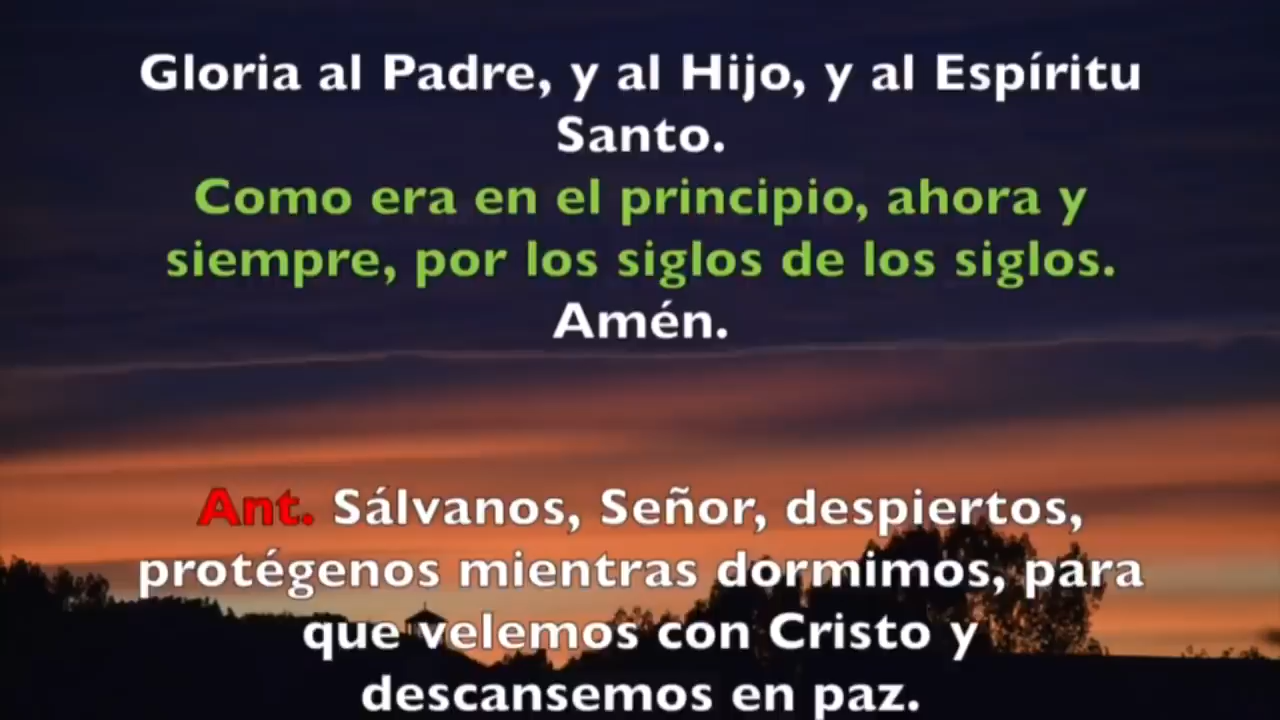 Gloria al Padre, y al Hijo, y al Espíritu
Santo.
Como era en el principio, ahora y
siempre, por los siglos de los siglos.
Amén.
Ant. Sálvanos, Señor, despiertos,
protégenos mientras dormimos, para
que velemos con Cristo y
descansemos en paz.